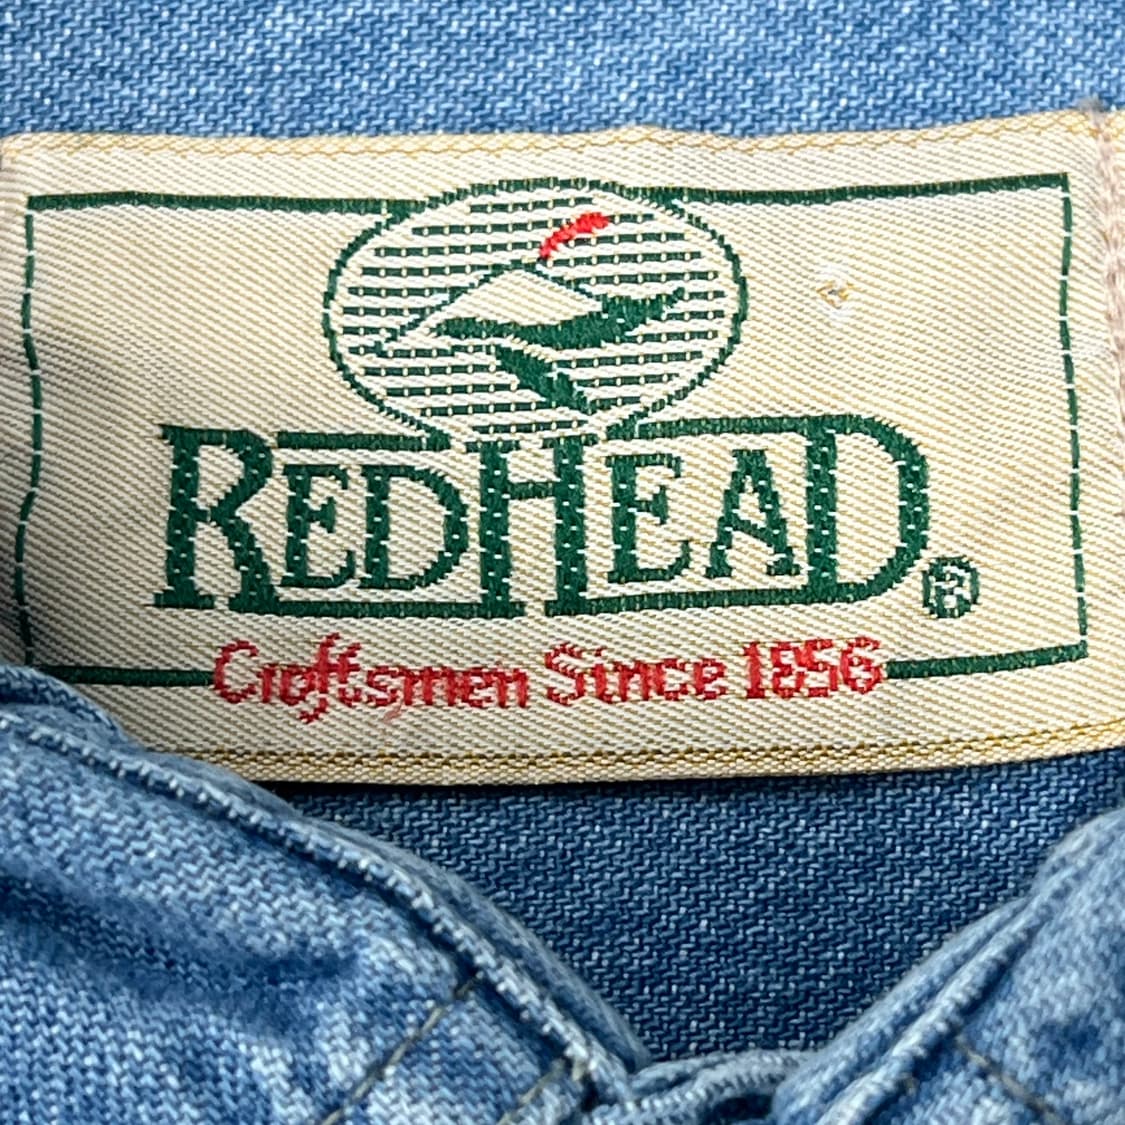 REDHEAD®
Craftsmen Since 1856